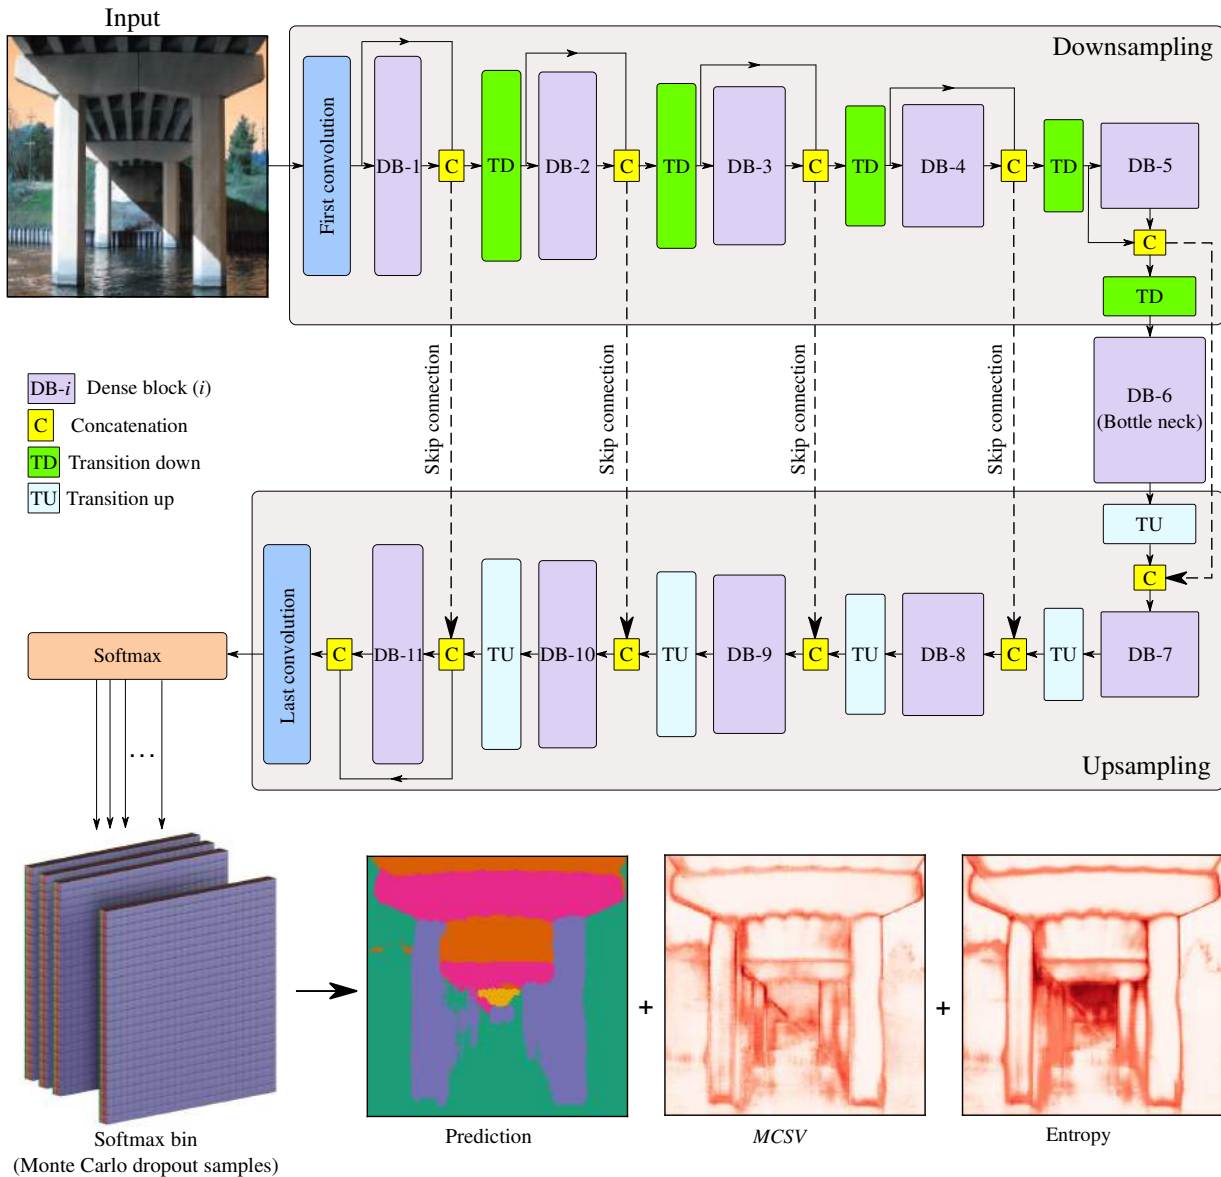 Input
Downsampling
First convolution
DB-1
C
TD
DB-2
C
TD
DB-3
C
TD
DB-4
C
TD
DB-5
C
TD
Skip connection
Skip connection
Skip connection
Skip connection
DB-6
(Bottle neck)
DB-i Dense block (i)
C Concatenation
TD Transition down
TU Transition up
TU
C
Softmax
Last convolution
C
DB-11
C
TU
DB-10
C
TU
DB-9
C
TU
DB-8
C
TU
DB-7
Upsampling
...
+
+
Softmax bin
(Monte Carlo dropout samples)
Prediction
MCSV
Entropy